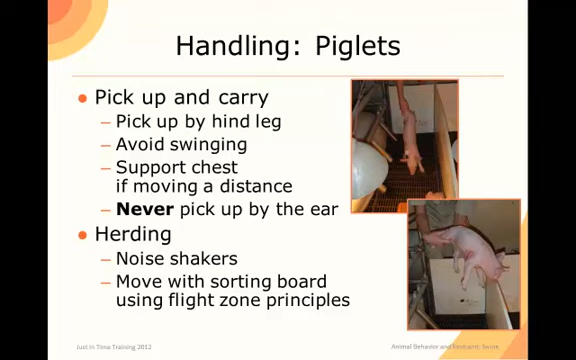 Handling: Piglets
● Pick up and carry
– Pick up by hind leg
– Avoid swinging
– Support chest
if moving a distance
– Never pick up by the ear
● Herding
– Noise shakers
– Move with sorting board
using flight zone principles
Just In Time Training 2012
Animal Behavior and Restraint: Swine